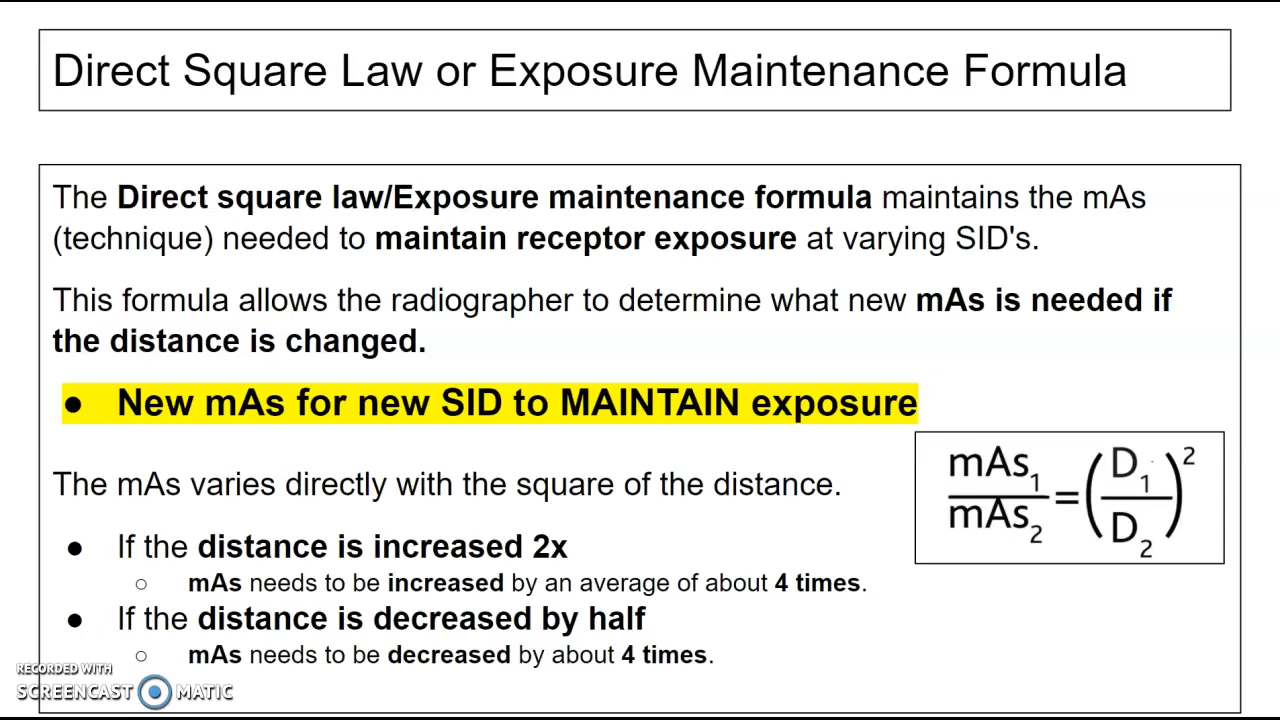 Direct Square Law or Exposure Maintenance Formula
The Direct square law/Exposure maintenance formula maintains the mAs
(technique) needed to maintain receptor exposure at varying SID's.
This formula allows the radiographer to determine what new mAs is needed if
the distance is changed.
● New mAs for new SID to MAINTAIN exposure
The mAs varies directly with the square of the distance.
mAs₁/mAs₂=(D₁/D₂)²
● If the distance is increased 2x
○ mAs needs to be increased by an average of about 4 times.
● If the distance is decreased by half
○ mAs needs to be decreased by about 4 times.
RECORDED WITH
SCREENCAST MATIC